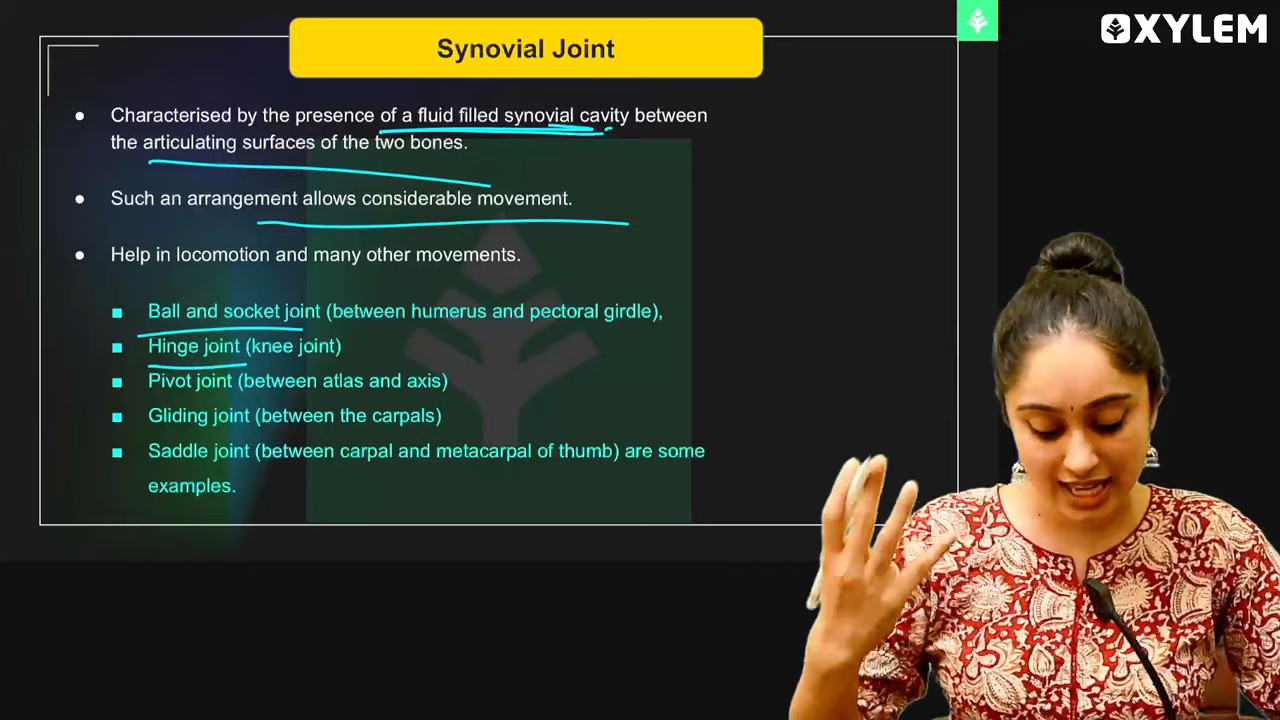 XYLEM
Synovial Joint
● Characterised by the presence of a fluid filled synovial cavity between
the articulating surfaces of the two bones.
● Such an arrangement allows considerable movement.
● Help in locomotion and many other movements.
■ Ball and socket joint (between humerus and pectoral girdle),
■ Hinge joint (knee joint)
■ Pivot joint (between atlas and axis)
■ Gliding joint (between the carpals)
■ Saddle joint (between carpal and metacarpal of thumb) are some
examples.